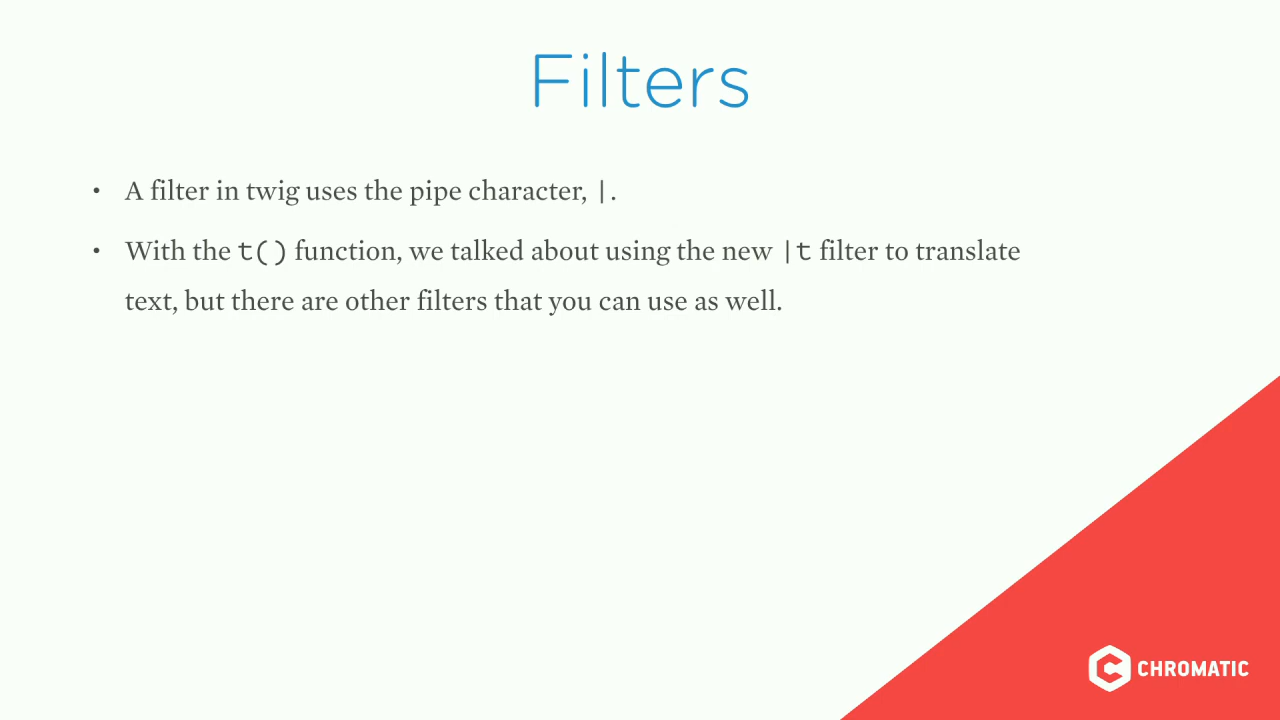 Filters
• A filter in twig uses the pipe character, |.
• With the t() function, we talked about using the new |t filter to translate
text, but there are other filters that you can use as well.
CHROMATIC